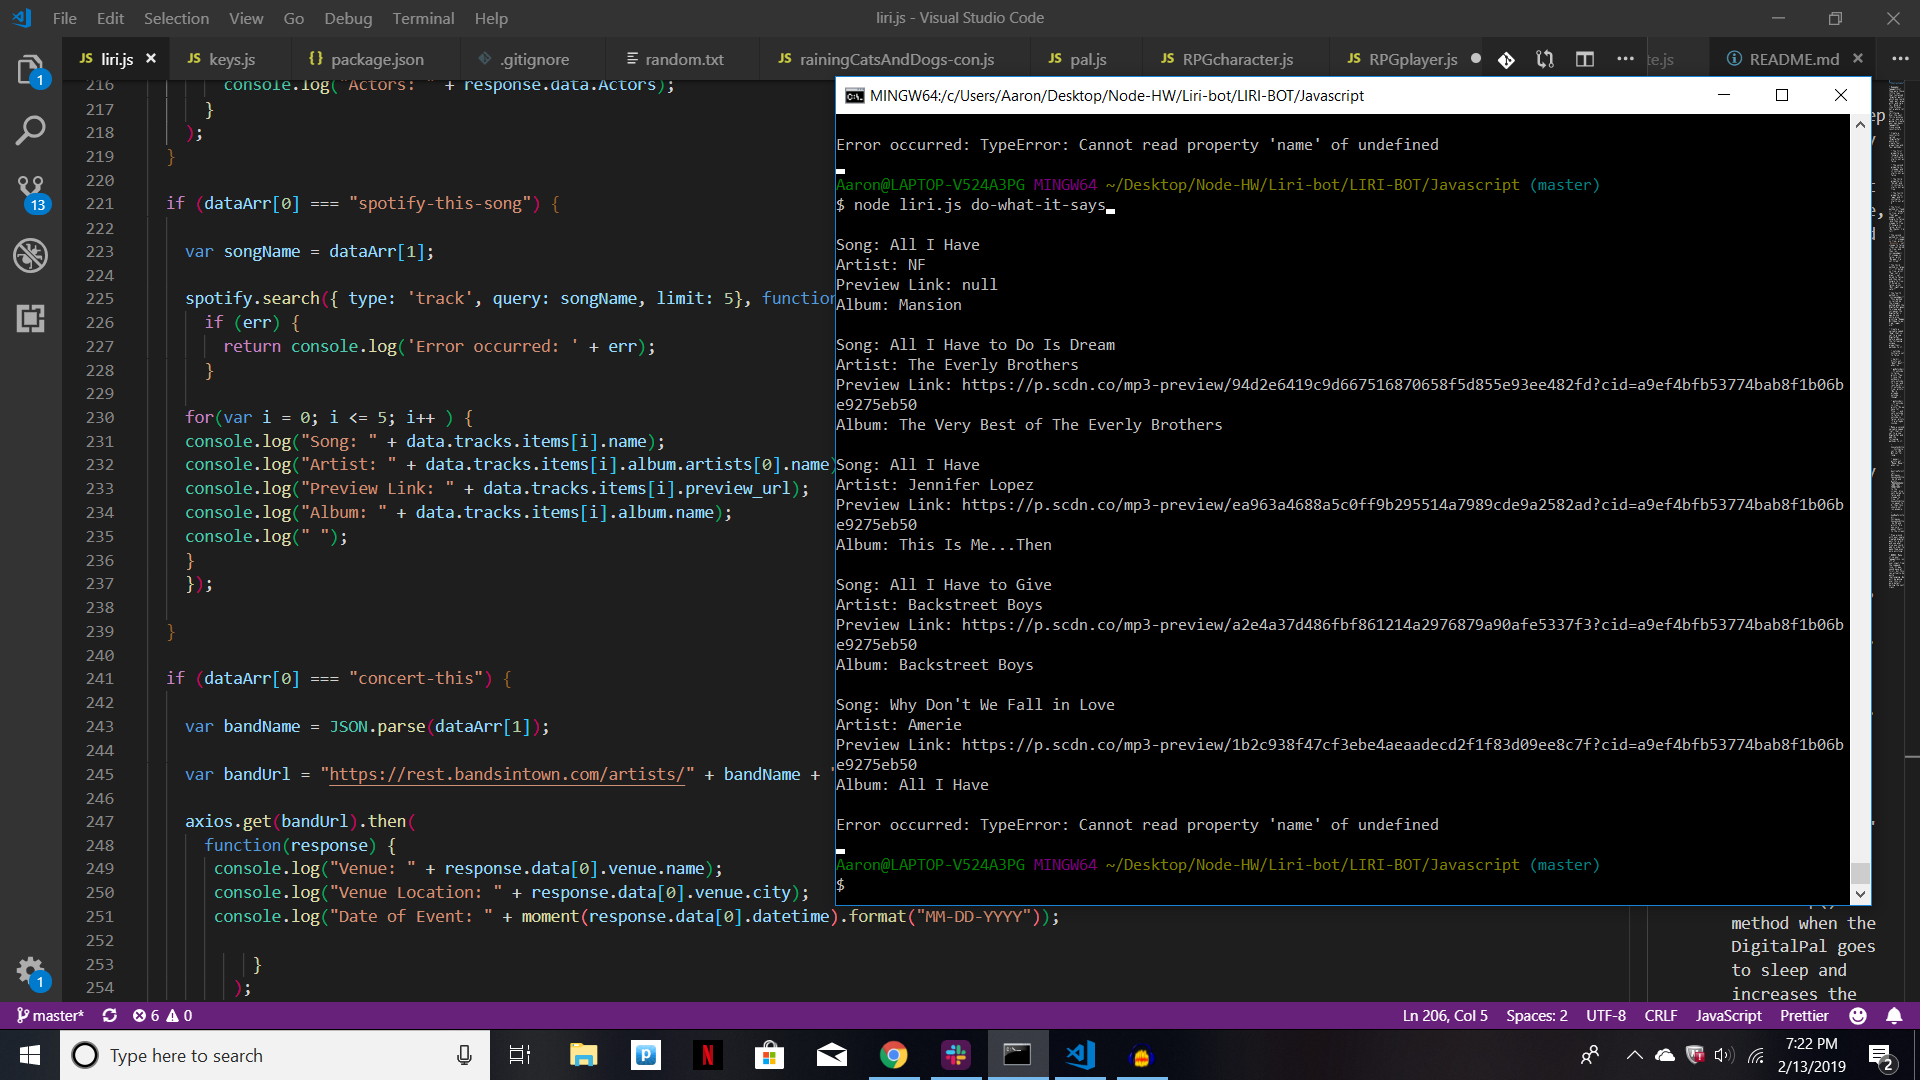 File Edit Selection View Go Debug Terminal Help
liri.js - Visual Studio Code
JS liri.js
JS keys.js
{} package.json
.gitignore
random.txt
JS rainingCatsAndDogs-con.js
JS pal.js
JS RPGcharacter.js
JS RPGplayer.js
te.js
README.md
216 console.log("Actors: " + response.data.Actors);
217 }
218 );
219 }
220
221 if (dataArr[0] === "spotify-this-song") {
222
223 var songName = dataArr[1];
224
225 spotify.search({ type: 'track', query: songName, limit: 5}, function
226 if (err) {
227 return console.log('Error occurred: ' + err);
228 }
229
230 for(var i = 0; i <= 5; i++ ) {
231 console.log("Song: " + data.tracks.items[i].name);
232 console.log("Artist: " + data.tracks.items[i].album.artists[0].name)
233 console.log("Preview Link: " + data.tracks.items[i].preview_url);
234 console.log("Album: " + data.tracks.items[i].album.name);
235 console.log(" ");
236 }
237 });
238
239 }
240
241 if (dataArr[0] === "concert-this") {
242
243 var bandName = JSON.parse(dataArr[1]);
244
245 var bandUrl = "https://rest.bandsintown.com/artists/" + bandName + "
246
247 axios.get(bandUrl).then(
248 function(response) {
249 console.log("Venue: " + response.data[0].venue.name);
250 console.log("Venue Location: " + response.data[0].venue.city);
251 console.log("Date of Event: " + moment(response.data[0].datetime).format("MM-DD-YYYY"));
252
253 }
254 );
MINGW64:/c/Users/Aaron/Desktop/Node-HW/Liri-bot/LIRI-BOT/Javascript
Error occurred: TypeError: Cannot read property 'name' of undefined
Aaron@LAPTOP-V524A3PG MINGW64 ~/Desktop/Node-HW/Liri-bot/LIRI-BOT/Javascript (master)
$ node liri.js do-what-it-says
Song: All I Have
Artist: NF
Preview Link: null
Album: Mansion
Song: All I Have to Do Is Dream
Artist: The Everly Brothers
Preview Link: https://p.scdn.co/mp3-preview/94d2e6419c9d667516870658f5d855e93ee482fd?cid=a9ef4bfb53774bab8f1b06b
e9275eb50
Album: The Very Best of The Everly Brothers
Song: All I Have
Artist: Jennifer Lopez
Preview Link: https://p.scdn.co/mp3-preview/ea963a4688a5c0ff9b295514a7989cde9a2582ad?cid=a9ef4bfb53774bab8f1b06b
e9275eb50
Album: This Is Me...Then
Song: All I Have to Give
Artist: Backstreet Boys
Preview Link: https://p.scdn.co/mp3-preview/a2e4a37d486fbf861214a2976879a90afe5337f3?cid=a9ef4bfb53774bab8f1b06b
e9275eb50
Album: Backstreet Boys
Song: Why Don't We Fall in Love
Artist: Amerie
Preview Link: https://p.scdn.co/mp3-preview/1b2c938f47cf3ebe4aeaadecd2f1f83d09ee8c7f?cid=a9ef4bfb53774bab8f1b06b
e9275eb50
Album: All I Have
Error occurred: TypeError: Cannot read property 'name' of undefined
Aaron@LAPTOP-V524A3PG MINGW64 ~/Desktop/Node-HW/Liri-bot/LIRI-BOT/Javascript (master)
$
method when the
DigitalPal goes
to sleep and
increases the
1
13
1
master* 6 0
Ln 206, Col 5 Spaces: 2 UTF-8 CRLF JavaScript Prettier
Type here to search
7:22 PM
2/13/2019
2